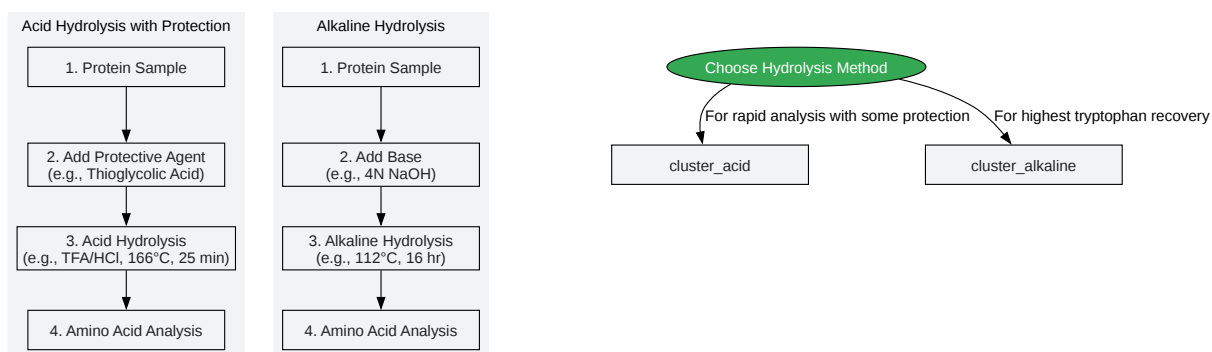 Acid Hydrolysis with Protection
1. Protein Sample
2. Add Protective Agent
(e.g., Thioglycolic Acid)
3. Acid Hydrolysis
(e.g., TFA/HCl, 166°C, 25 min)
4. Amino Acid Analysis
Alkaline Hydrolysis
1. Protein Sample
2. Add Base
(e.g., 4N NaOH)
3. Alkaline Hydrolysis
(e.g., 112°C, 16 hr)
4. Amino Acid Analysis
Choose Hydrolysis Method
For rapid analysis with some protection
For highest tryptophan recovery
cluster_acid
cluster_alkaline